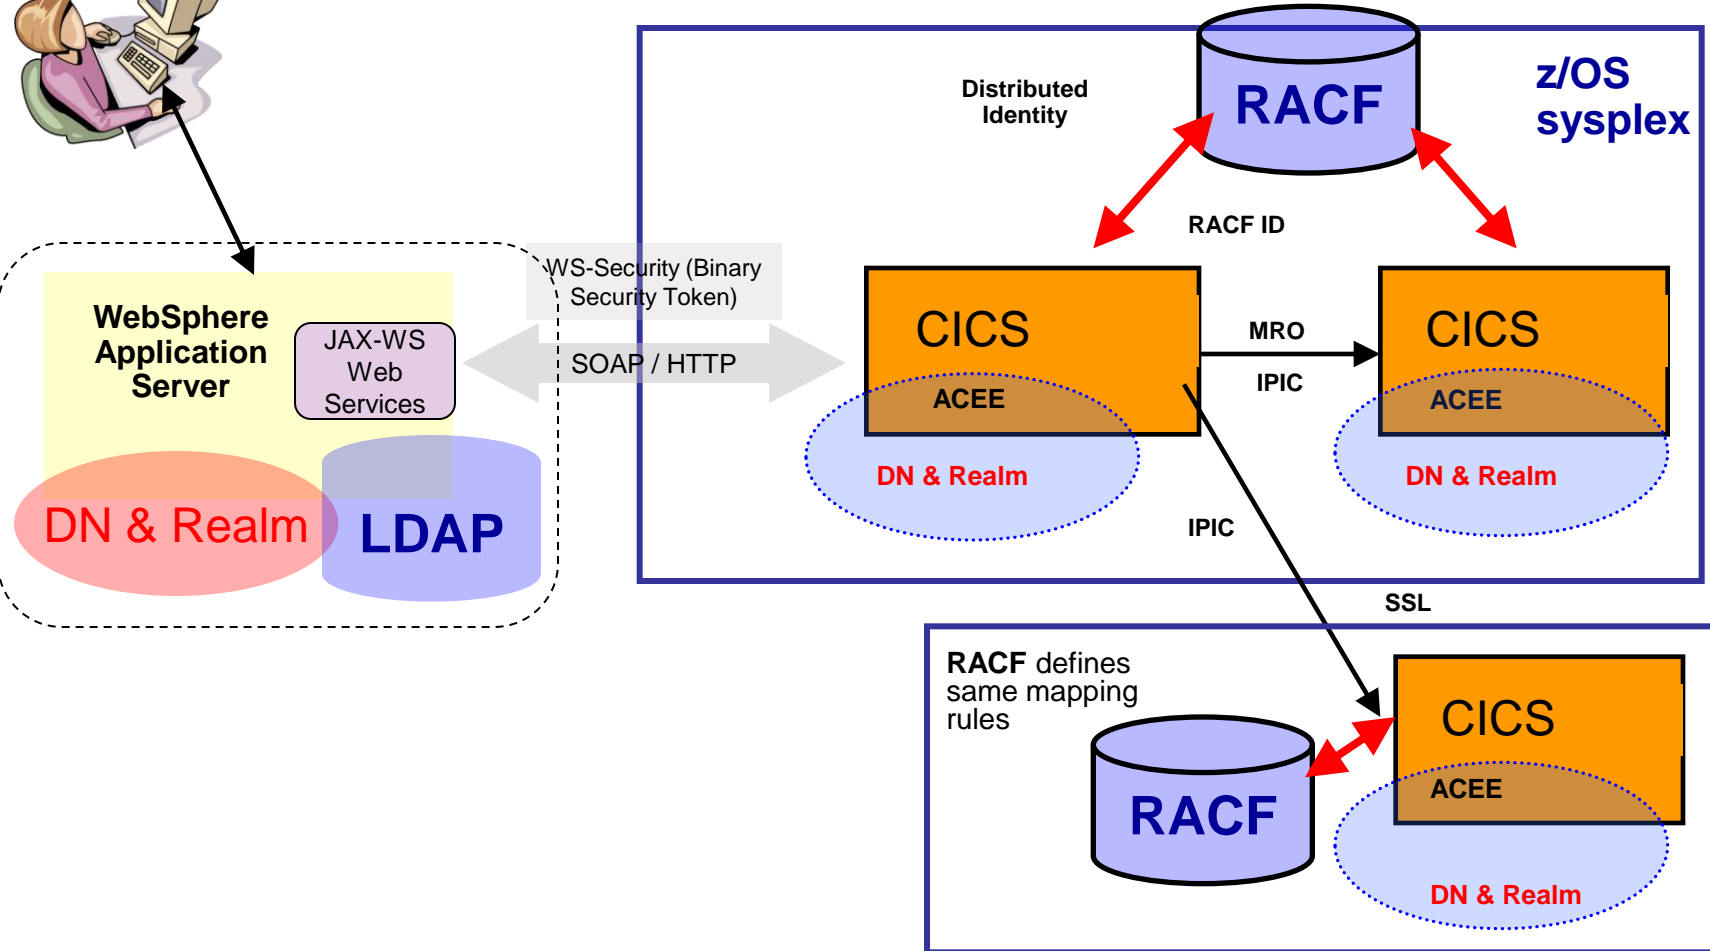 z/OS
sysplex
Distributed
Identity
RACF
RACF ID
WS-Security (Binary
Security Token)
SOAP / HTTP
WebSphere
Application
Server
JAX-WS
Web
Services
DN & Realm
LDAP
CICS
ACEE
DN & Realm
MRO
IPIC
CICS
ACEE
DN & Realm
IPIC
SSL
RACF defines
same mapping
rules
RACF
CICS
ACEE
DN & Realm